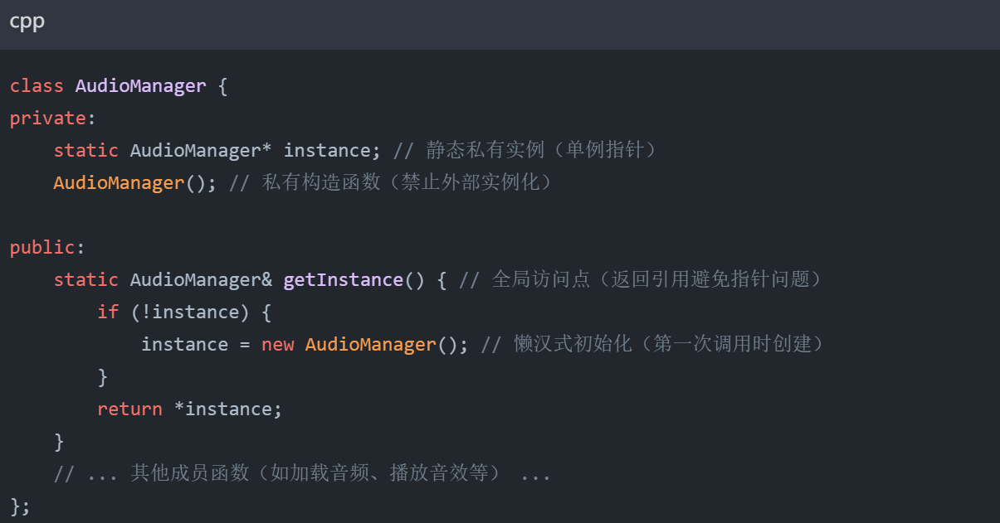 cpp
class AudioManager {
private:
    static AudioManager* instance; // 静态私有实例（单例指针）
    AudioManager(); // 私有构造函数（禁止外部实例化）
public:
    static AudioManager& getInstance() { // 全局访问点（返回引用避免指针问题）
        if (!instance) {
            instance = new AudioManager(); // 懒汉式初始化（第一次调用时创建）
        }
        return *instance;
    }
    // ... 其他成员函数（如加载音频、播放音效等） ...
};